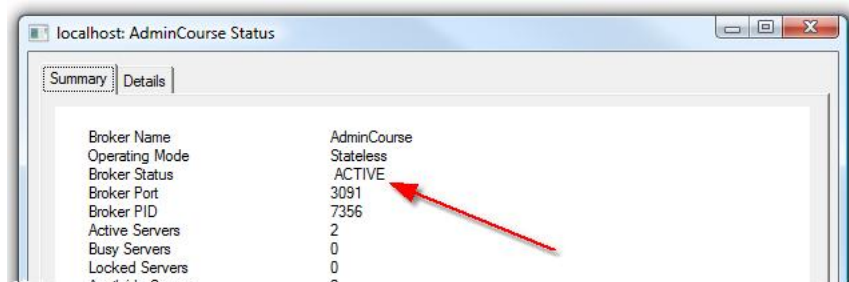 localhost: AdminCourse Status
Summary Details
Broker Name AdminCourse
Operating Mode Stateless
Broker Status ACTIVE
Broker Port 3091
Broker PID 7356
Active Servers 2
Busy Servers 0
Locked Servers 0